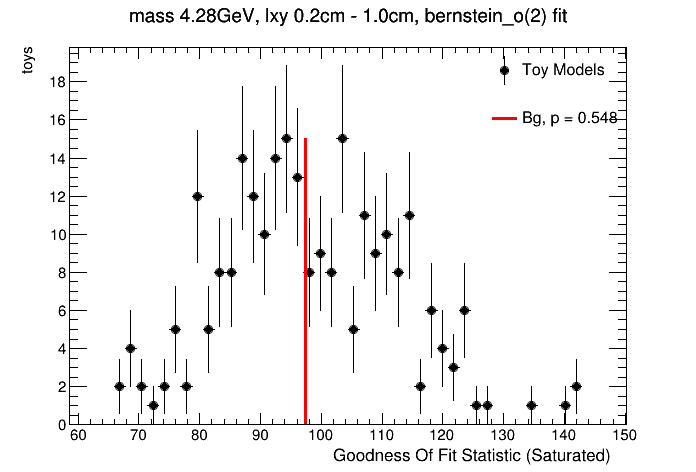 mass 4.28GeV, lxy 0.2cm - 1.0cm, bernstein_o(2) fit
toys
Toy Models
Bg, p = 0.548
18
16
14
12
10
8
6
4
2
0
60 70 80 90 100 110 120 130 140 150
Goodness Of Fit Statistic (Saturated)